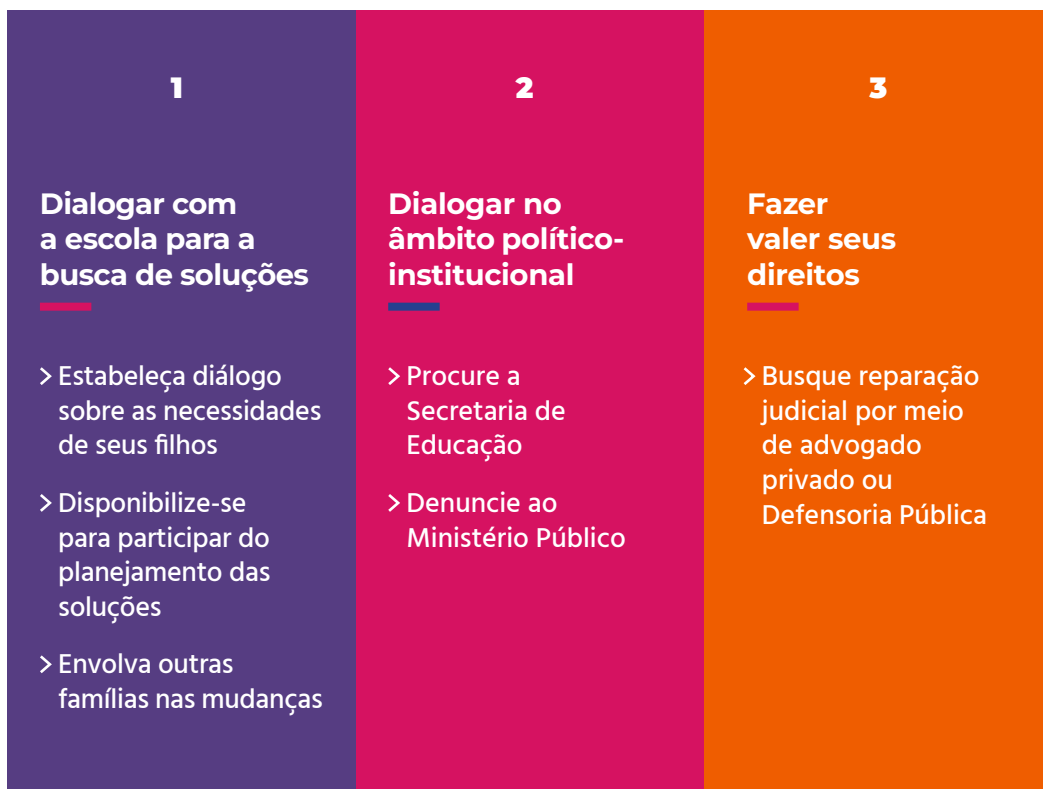 1
Dialogar com
a escola para a
busca de soluções
> Estabeleça diálogo
sobre as necessidades
de seus filhos
> Disponibilize-se
para participar do
planejamento das
soluções
> Envolva outras
famílias nas mudanças
2
Dialogar no
âmbito político-
institucional
> Procure a
Secretaria de
Educação
> Denuncie ao
Ministério Público
3
Fazer
valer seus
direitos
> Busque reparação
judicial por meio
de advogado
privado ou
Defensoria Pública